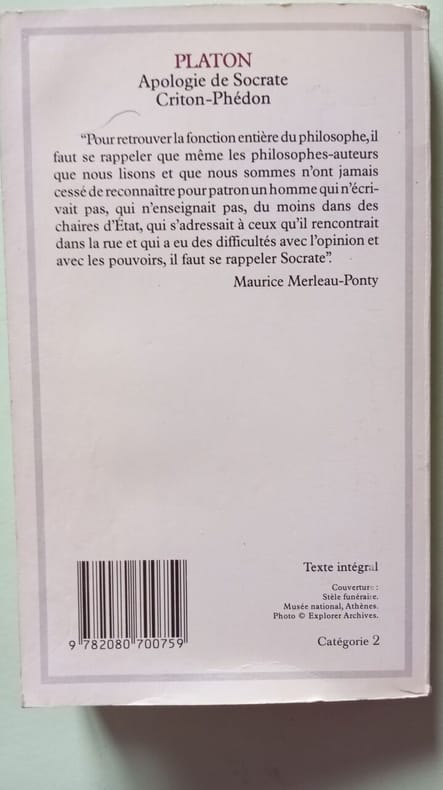 PLATON
Apologie de Socrate
Criton-Phédon
“Pour retrouver la fonction entière du philosophe, il
faut se rappeler que même les philosophes-auteurs
que nous lisons et que nous sommes n’ont jamais
cessé de reconnaître pour patron un homme qui n’écri-
vait pas, qui n’enseignait pas, du moins dans des
chaires d’État, qui s’adressait à ceux qu’il rencontrait
dans la rue et qui a eu des difficultés avec l’opinion et
avec les pouvoirs, il faut se rappeler Socrate”.
Maurice Merleau-Ponty
Texte intégral
Couverture :
Stèle funéraire.
Musée national, Athènes.
Photo © Explorer Archives.
Catégorie 2
9 782080 700759